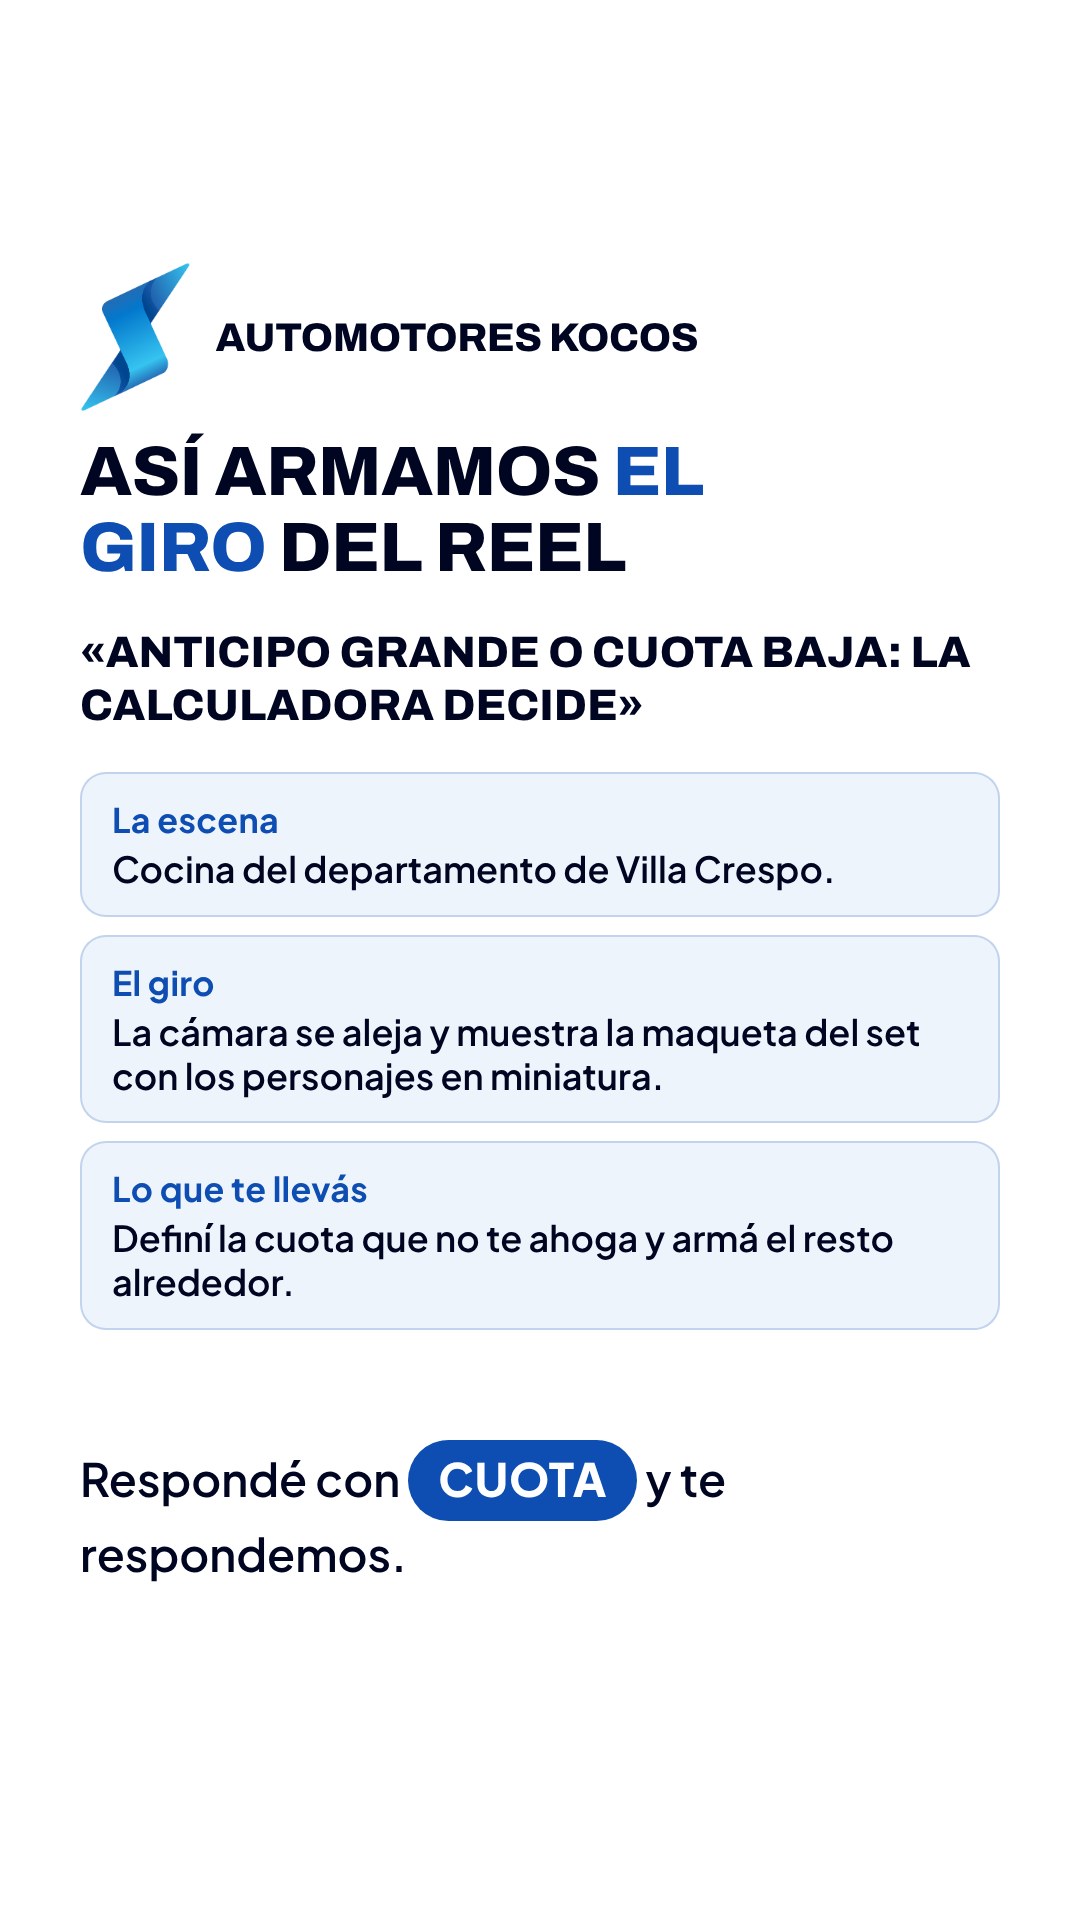 AUTOMOTORES KOCOS
ASÍ ARMAMOS EL
GIRO DEL REEL
«ANTICIPO GRANDE O CUOTA BAJA: LA
CALCULADORA DECIDE»
La escena
Cocina del departamento de Villa Crespo.
El giro
La cámara se aleja y muestra la maqueta del set
con los personajes en miniatura.
Lo que te llevás
Definí la cuota que no te ahoga y armá el resto
alrededor.
Respondé con CUOTA y te
respondemos.